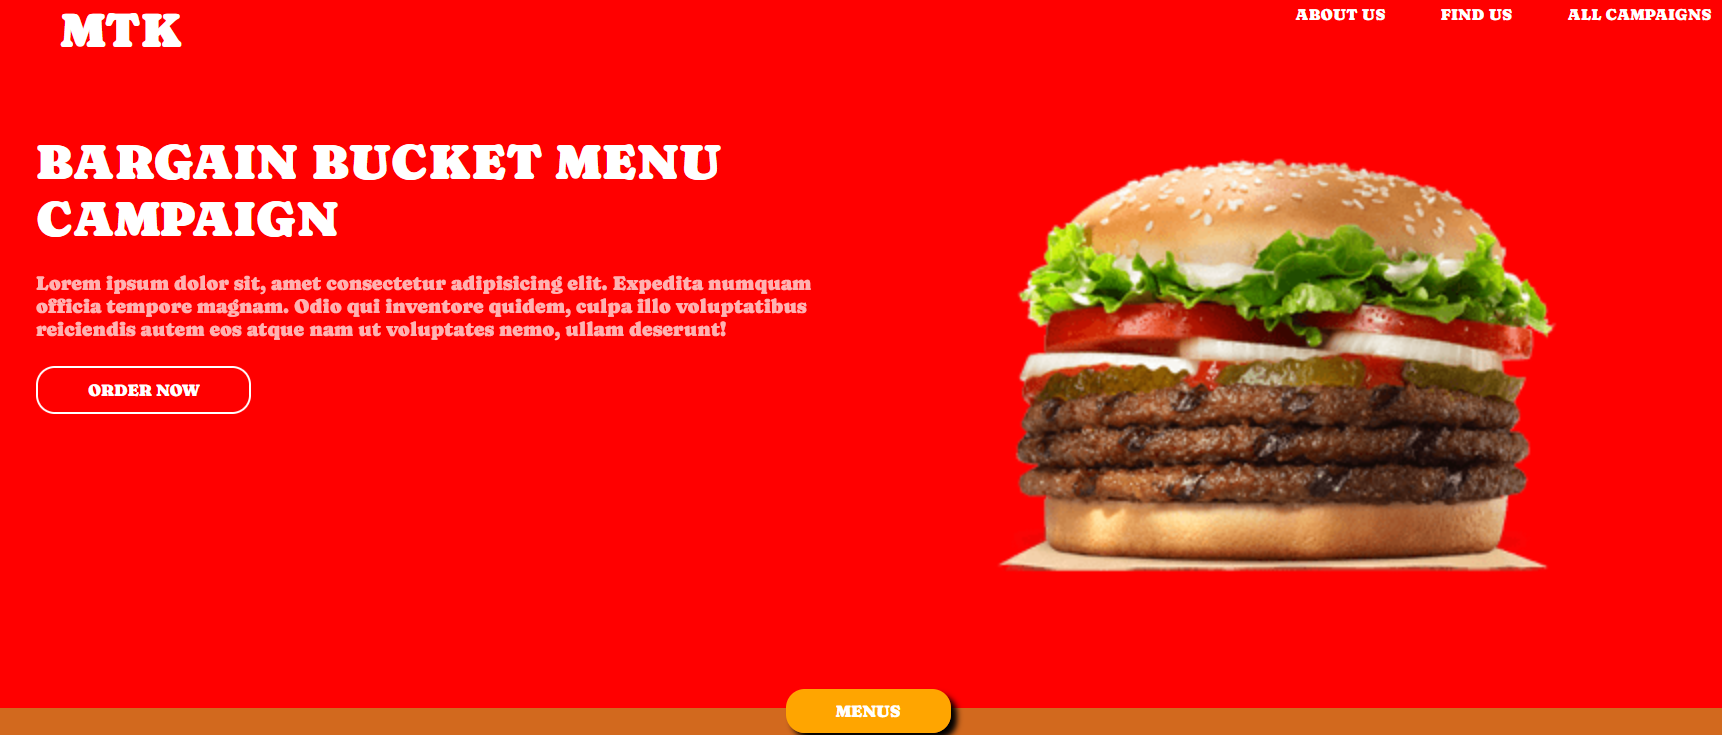 MTK
ABOUT US
FIND US
ALL CAMPAIGNS
BARGAIN BUCKET MENU
CAMPAIGN
Lorem ipsum dolor sit, amet consectetur adipisicing elit. Expedita numquam
officia tempore magnam. Odio qui inventore quidem, culpa illo voluptatibus
reiciendis autem eos atque nam ut voluptates nemo, ullam deserunt!
ORDER NOW
MENUS